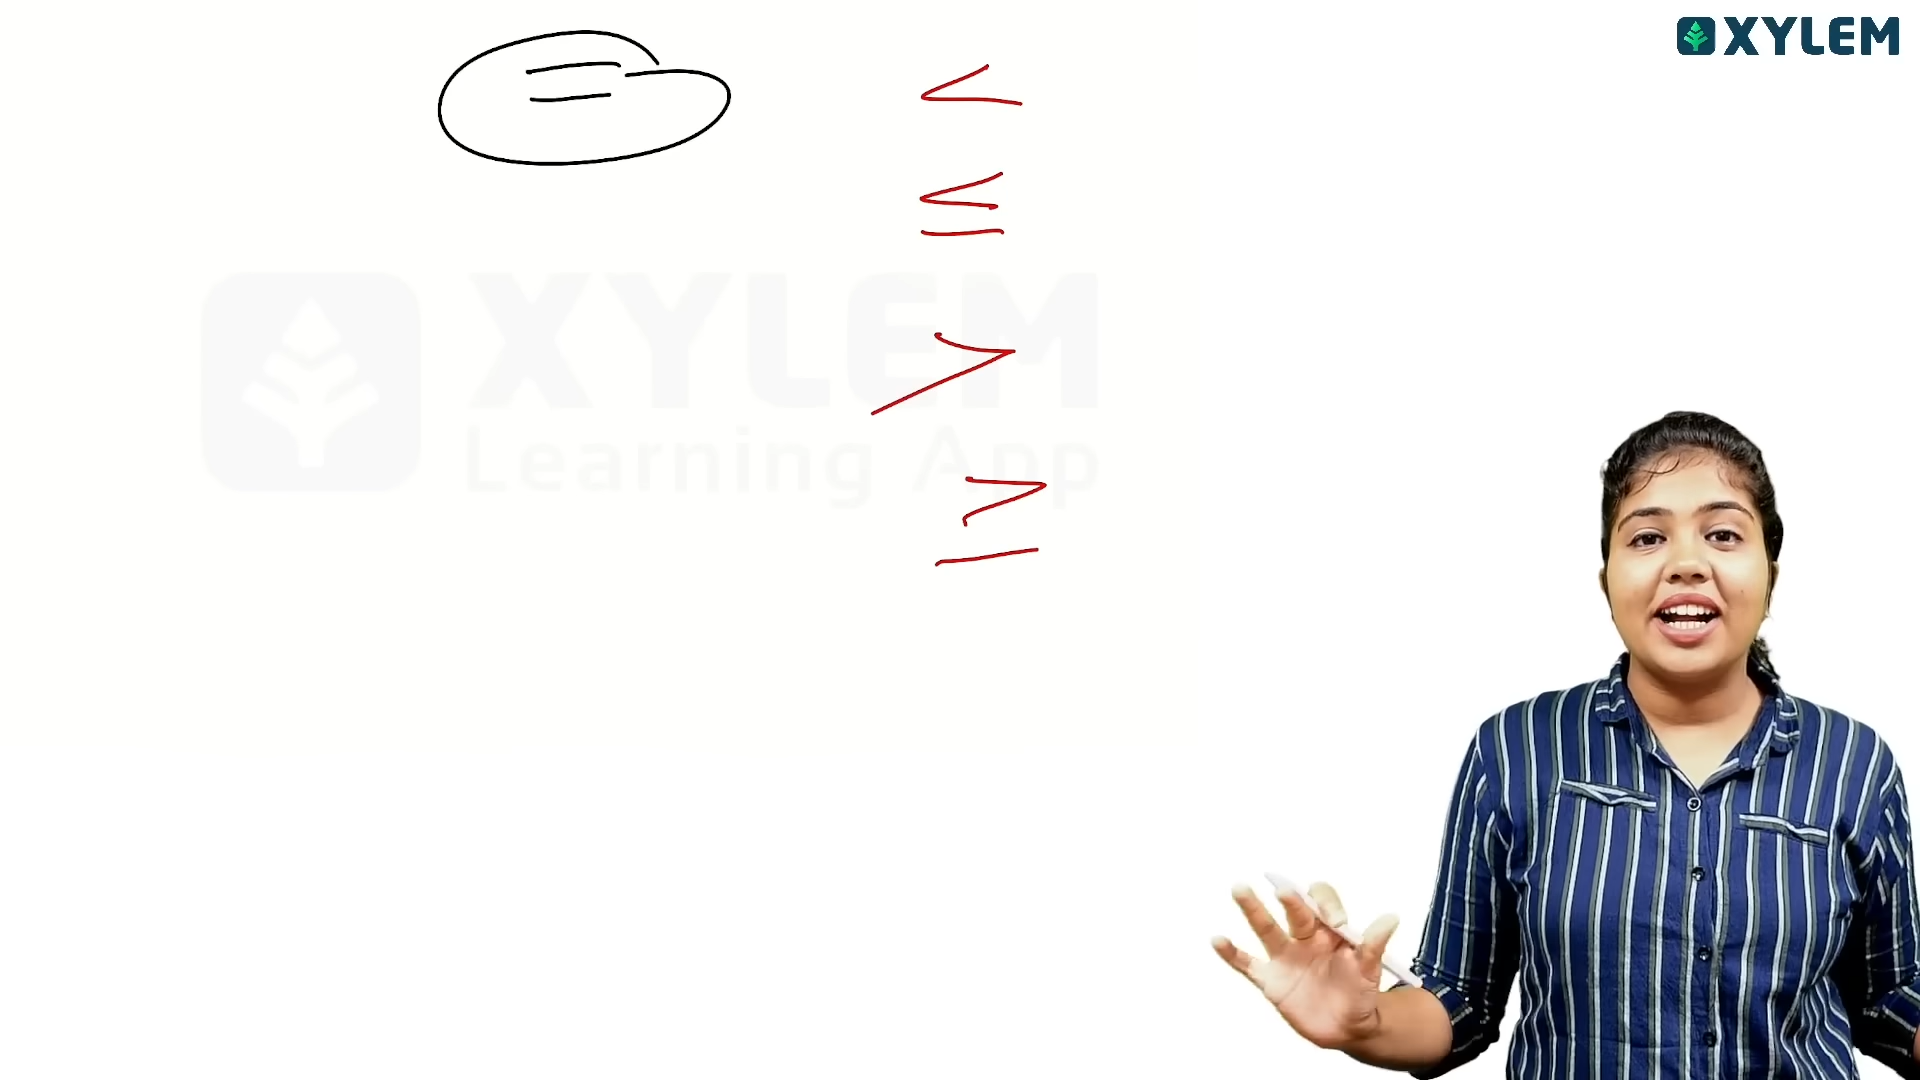 XYLEM
= <
≤
XYLEM
Learning App
>
≥